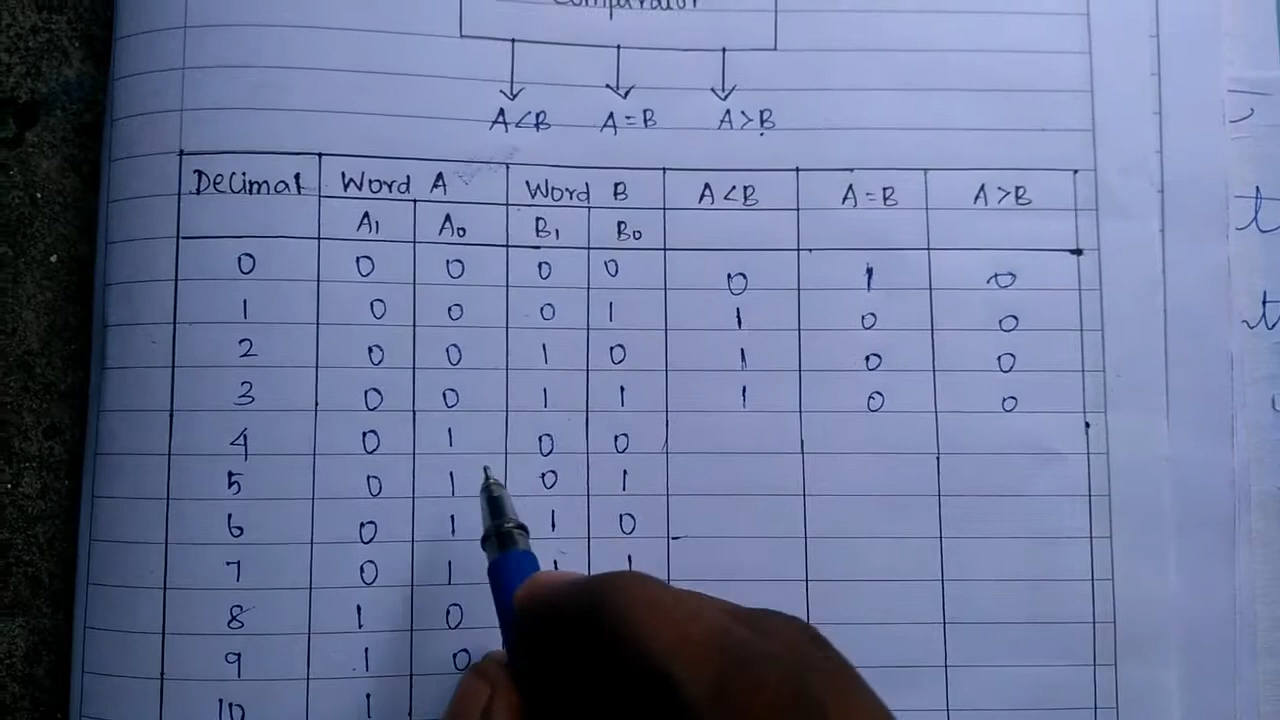 Comparator
A<B A=B A>B
Decimal Word A Word B A<B A=B A>B
A₁ A₀ B₁ B₀
0 0 0 0 0 0 1 0
1 0 0 0 1 1 0 0
2 0 0 1 0 1 0 0
3 0 0 1 1 1 0 0
4 0 1 0 0
5 0 1 0 1
6 0 1 1 0
7 0 1 1 1
8 1 0
9 1 0
10 1